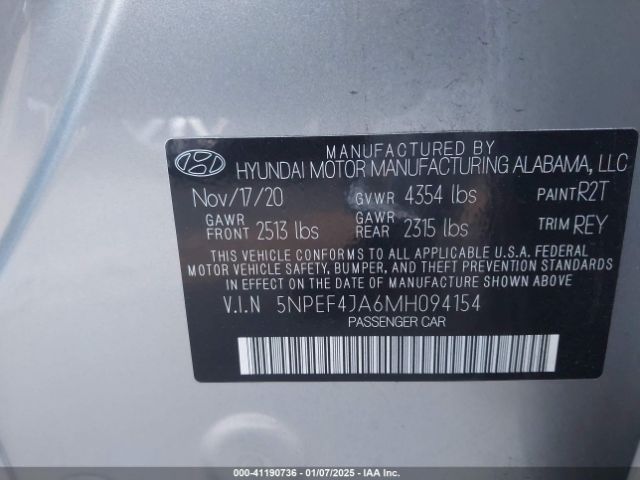 MANUFACTURED BY
HYUNDAI MOTOR MANUFACTURING ALABAMA, LLC
Nov/17/20 GVWR 4354 lbs PAINT R2T
GAWR FRONT 2513 lbs GAWR REAR 2315 lbs TRIM REY
THIS VEHICLE CONFORMS TO ALL APPLICABLE U.S.A. FEDERAL
MOTOR VEHICLE SAFETY, BUMPER, AND THEFT PREVENTION
STANDARDS IN EFFECT ON THE DATE OF MANUFACTURE SHOWN ABOVE
V.I.N 5NPEF4JA6MH094154
PASSENGER CAR
000-41190736 - 01/07/2025 - IAA Inc.